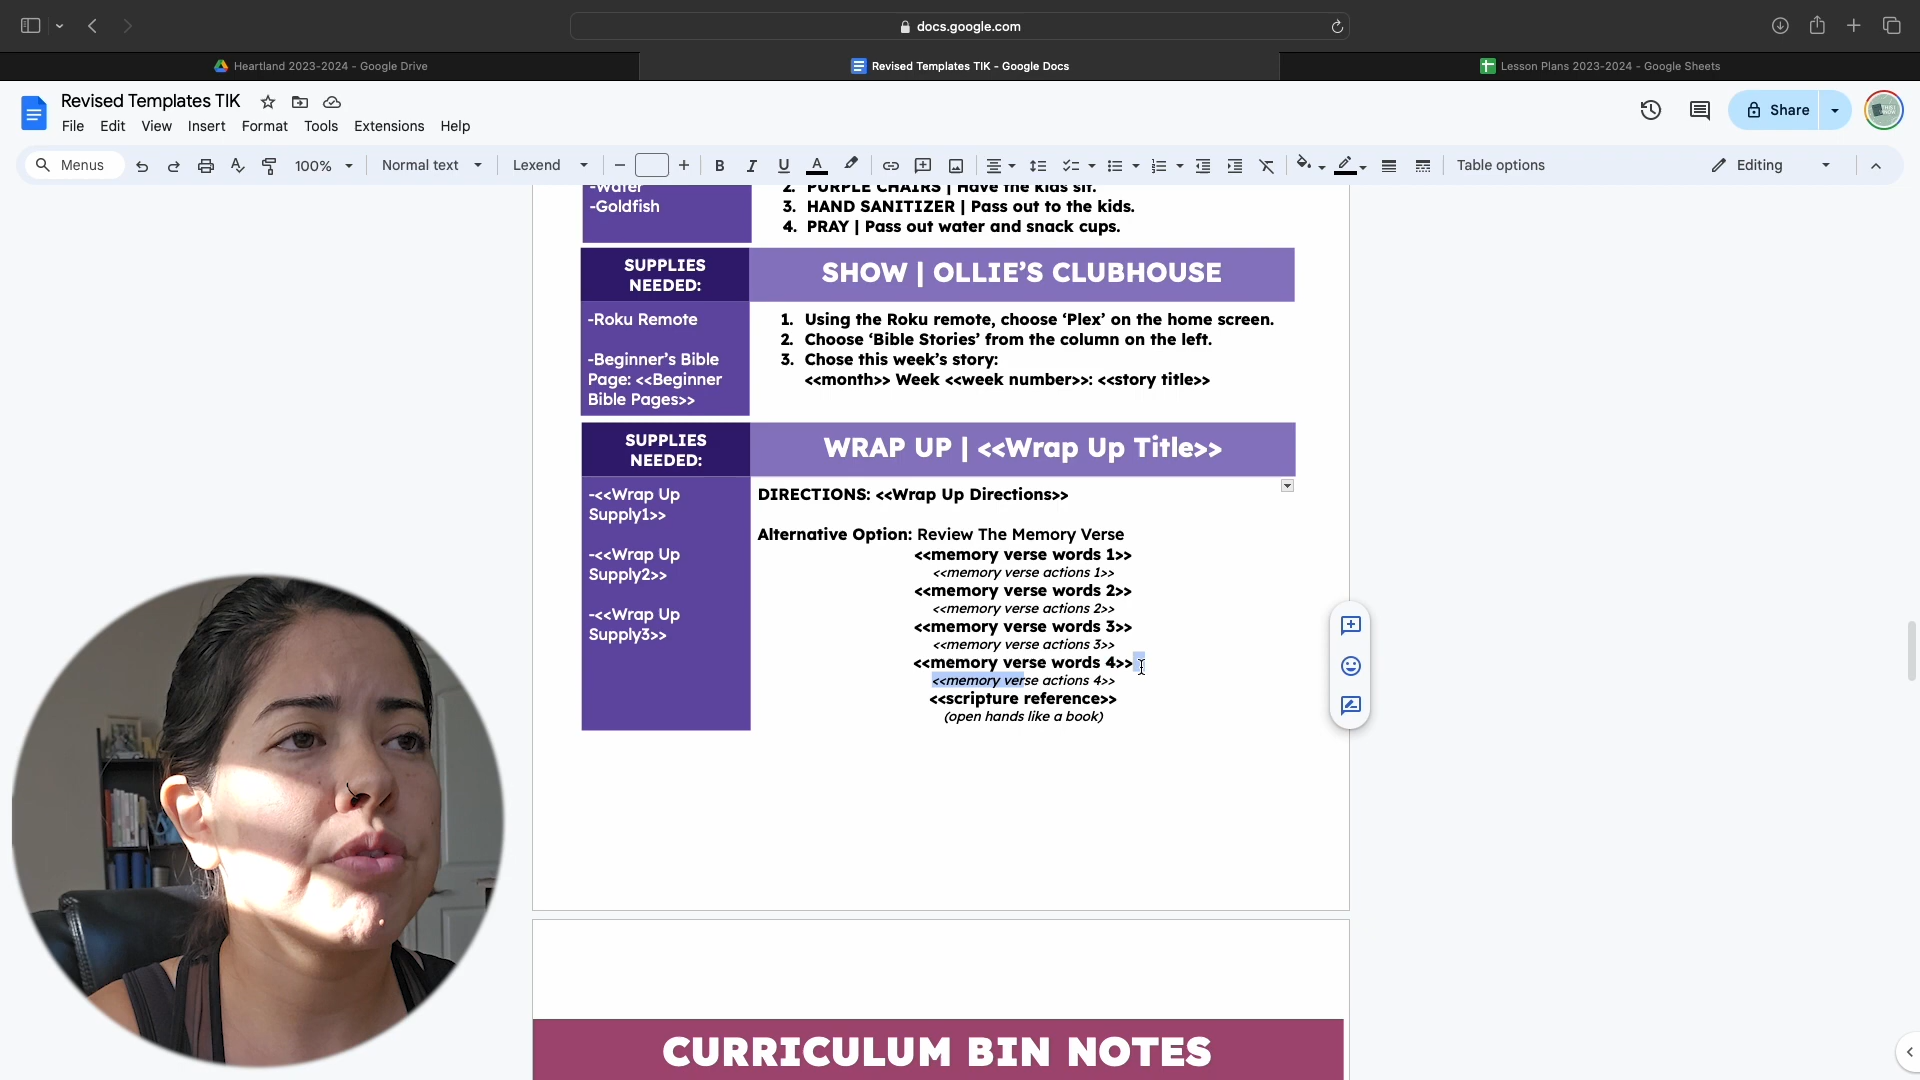 docs.google.com
Heartland 2023-2024 - Google Drive
Revised Templates TIK - Google Docs
Lesson Plans 2023-2024 - Google Sheets
Revised Templates TIK
Share
File Edit View Insert Format Tools Extensions Help
Menus
100%
Normal text
Lexend
B I U A
Table options
Editing
-Water
-Goldfish
2. PURPLE CHAIRS | Have the kids sit.
3. HAND SANITIZER | Pass out to the kids.
4. PRAY | Pass out water and snack cups.
SUPPLIES
NEEDED:
SHOW | OLLIE’S CLUBHOUSE
-Roku Remote
-Beginner’s Bible
Page: <<Beginner
Bible Pages>>
1. Using the Roku remote, choose ‘Plex’ on the home screen.
2. Choose ‘Bible Stories’ from the column on the left.
3. Chose this week’s story:
<<month>> Week <<week number>>: <<story title>>
SUPPLIES
NEEDED:
WRAP UP | <<Wrap Up Title>>
-<<Wrap Up
Supply1>>
-<<Wrap Up
Supply2>>
-<<Wrap Up
Supply3>>
DIRECTIONS: <<Wrap Up Directions>>
Alternative Option: Review The Memory Verse
<<memory verse words 1>>
<<memory verse actions 1>>
<<memory verse words 2>>
<<memory verse actions 2>>
<<memory verse words 3>>
<<memory verse actions 3>>
<<memory verse words 4>>
<<memory verse actions 4>>
<<scripture reference>>
(open hands like a book)
CURRICULUM BIN NOTES